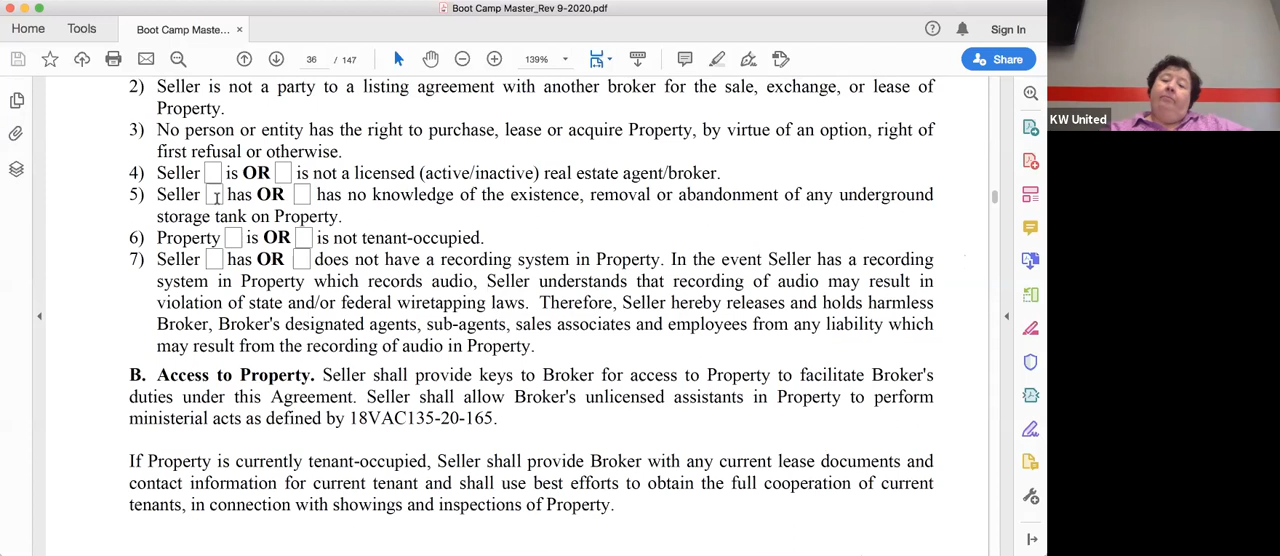 Boot Camp Master_Rev 9-2020.pdf
Home Tools Boot Camp Maste... × Sign In
36 / 147 139% Share
2) Seller is not a party to a listing agreement with another broker for the sale, exchange, or lease of
Property.
3) No person or entity has the right to purchase, lease or acquire Property, by virtue of an option, right of
first refusal or otherwise.
4) Seller is OR is not a licensed (active/inactive) real estate agent/broker.
5) Seller has OR has no knowledge of the existence, removal or abandonment of any underground
storage tank on Property.
6) Property is OR is not tenant-occupied.
7) Seller has OR does not have a recording system in Property. In the event Seller has a recording
system in Property which records audio, Seller understands that recording of audio may result in
violation of state and/or federal wiretapping laws. Therefore, Seller hereby releases and holds harmless
Broker, Broker's designated agents, sub-agents, sales associates and employees from any liability which
may result from the recording of audio in Property.
B. Access to Property. Seller shall provide keys to Broker for access to Property to facilitate Broker's
duties under this Agreement. Seller shall allow Broker's unlicensed assistants in Property to perform
ministerial acts as defined by 18VAC135-20-165.
If Property is currently tenant-occupied, Seller shall provide Broker with any current lease documents and
contact information for current tenant and shall use best efforts to obtain the full cooperation of current
tenants, in connection with showings and inspections of Property.
KW United